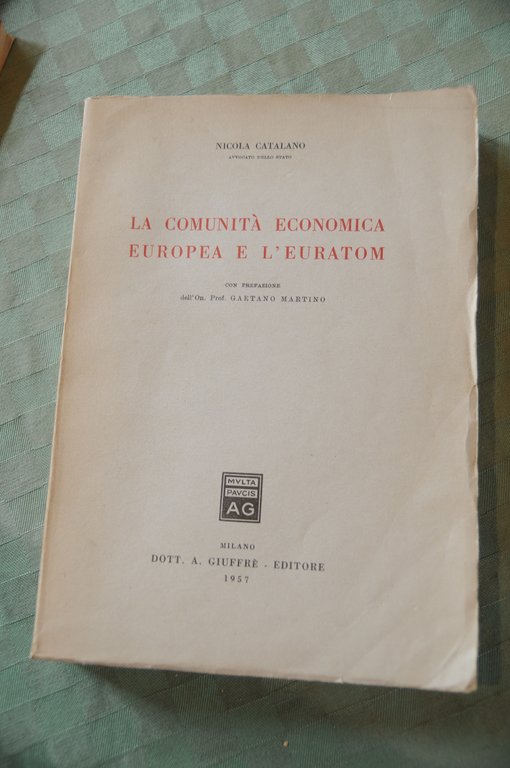 NICOLA CATALANO
AVVOCATO DELLO STATO
LA COMUNITÀ ECONOMICA
EUROPEA E L'EURATOM
CON PREFAZIONE
dell'On. Prof. GAETANO MARTINO
MVLTA
PAVCIS
AG
MILANO
DOTT. A. GIUFFRÈ - EDITORE
1957